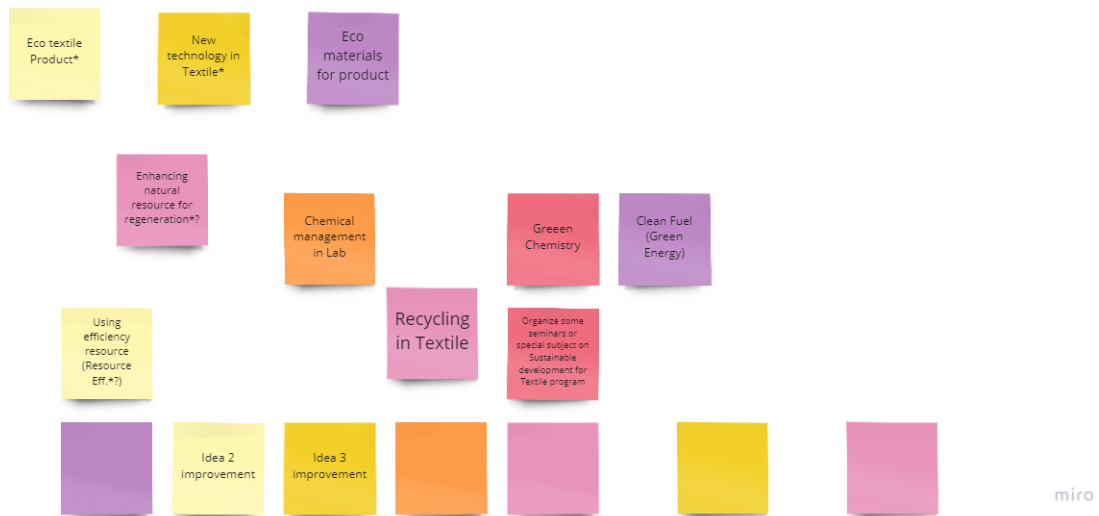 Eco textile
Product*
New
technology in
Textile*
Eco
materials
for product
Enhancing
natural
resource for
regeneration*?
Chemical
management
in Lab
Greeen
Chemistry
Clean Fuel
(Green
Energy)
Using
efficiency
resource
(Resource
Eff.*?)
Recycling
in Textile
Organize some
seminars or
special subject on
Sustainable
development for
Textile program
Idea 2
improvement
Idea 3
improvement
miro